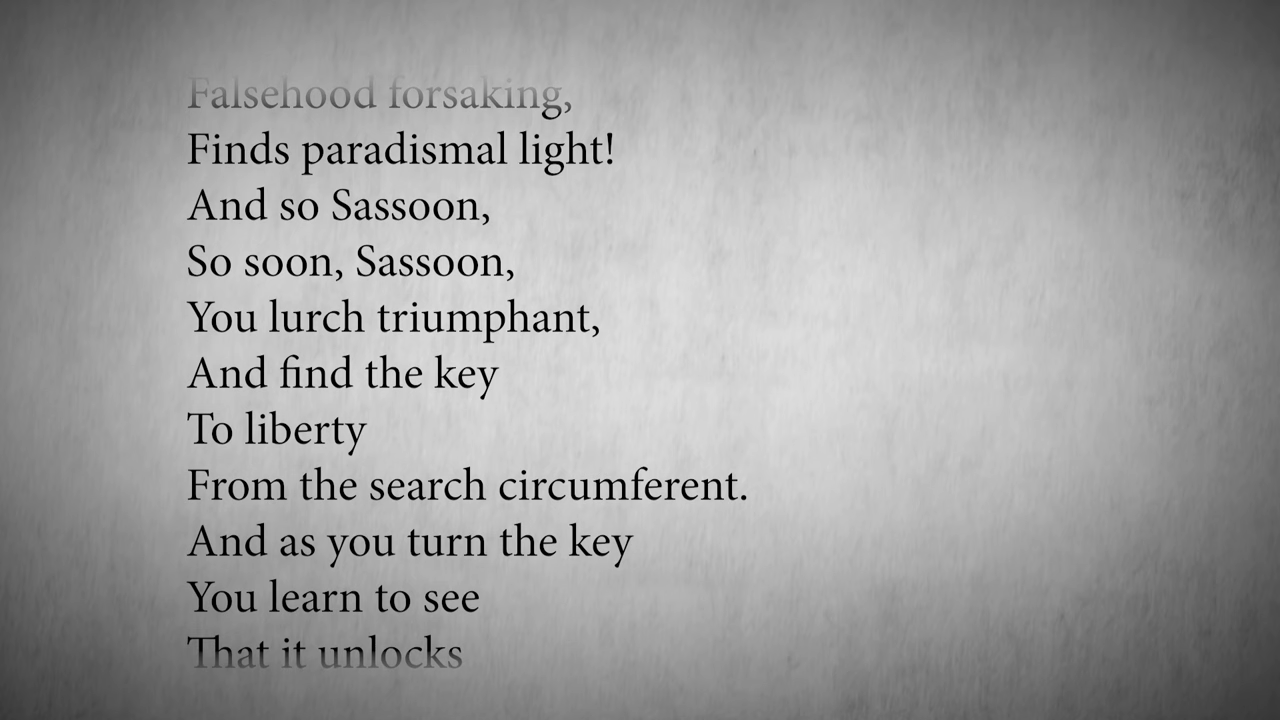 Falsehood forsaking,
Finds paradismal light!
And so Sassoon,
So soon, Sassoon,
You lurch triumphant,
And find the key
To liberty
From the search circumferent.
And as you turn the key
You learn to see
That it unlocks